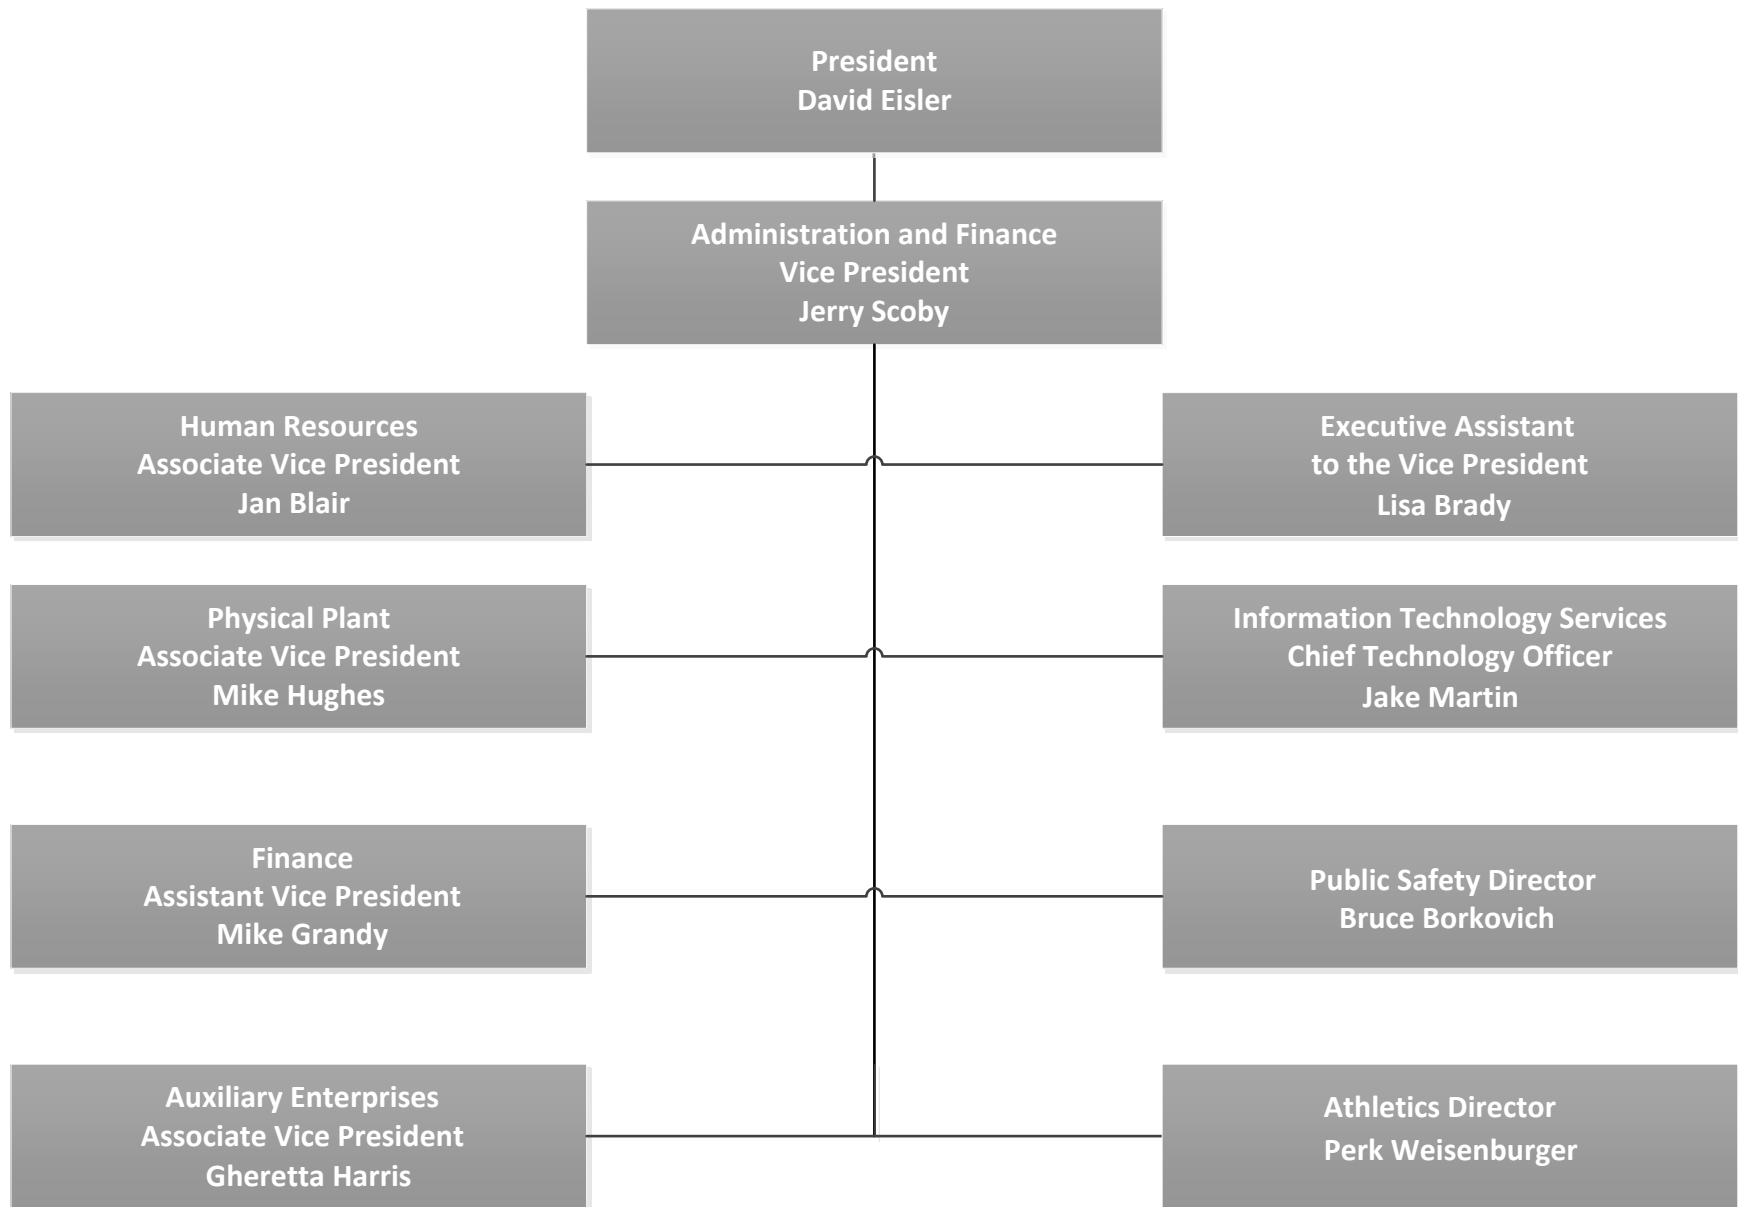 President
David Eisler
Administration and Finance
Vice President
Jerry Scoby
Human Resources
Associate Vice President
Jan Blair
Executive Assistant
to the Vice President
Lisa Brady
Physical Plant
Associate Vice President
Mike Hughes
Information Technology Services
Chief Technology Officer
Jake Martin
Finance
Assistant Vice President
Mike Grandy
Public Safety Director
Bruce Borkovich
Auxiliary Enterprises
Associate Vice President
Gheretta Harris
Athletics Director
Perk Weisenburger